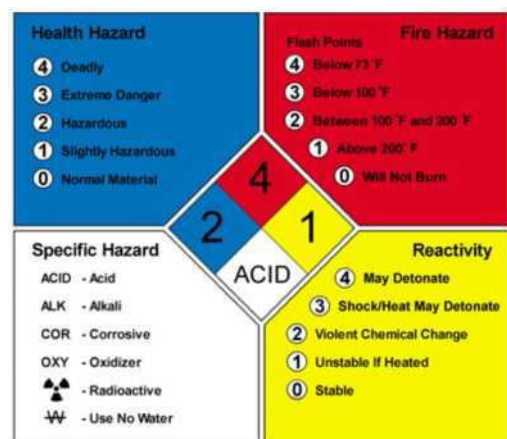 Health Hazard
4 Deadly
3 Extreme Danger
2 Hazardous
1 Slightly Hazardous
0 Normal Material
Fire Hazard
Flash Points
4 Below 73 °F
3 Below 100 °F
2 Between 100 °F and 200 °F
1 Above 200° F
0 Will Not Burn
4
2
1
ACID
Specific Hazard
ACID - Acid
ALK - Alkali
COR - Corrosive
OXY - Oxidizer
- Radioactive
W - Use No Water
Reactivity
4 May Detonate
3 Shock/Heat May Detonate
2 Violent Chemical Change
1 Unstable If Heated
0 Stable